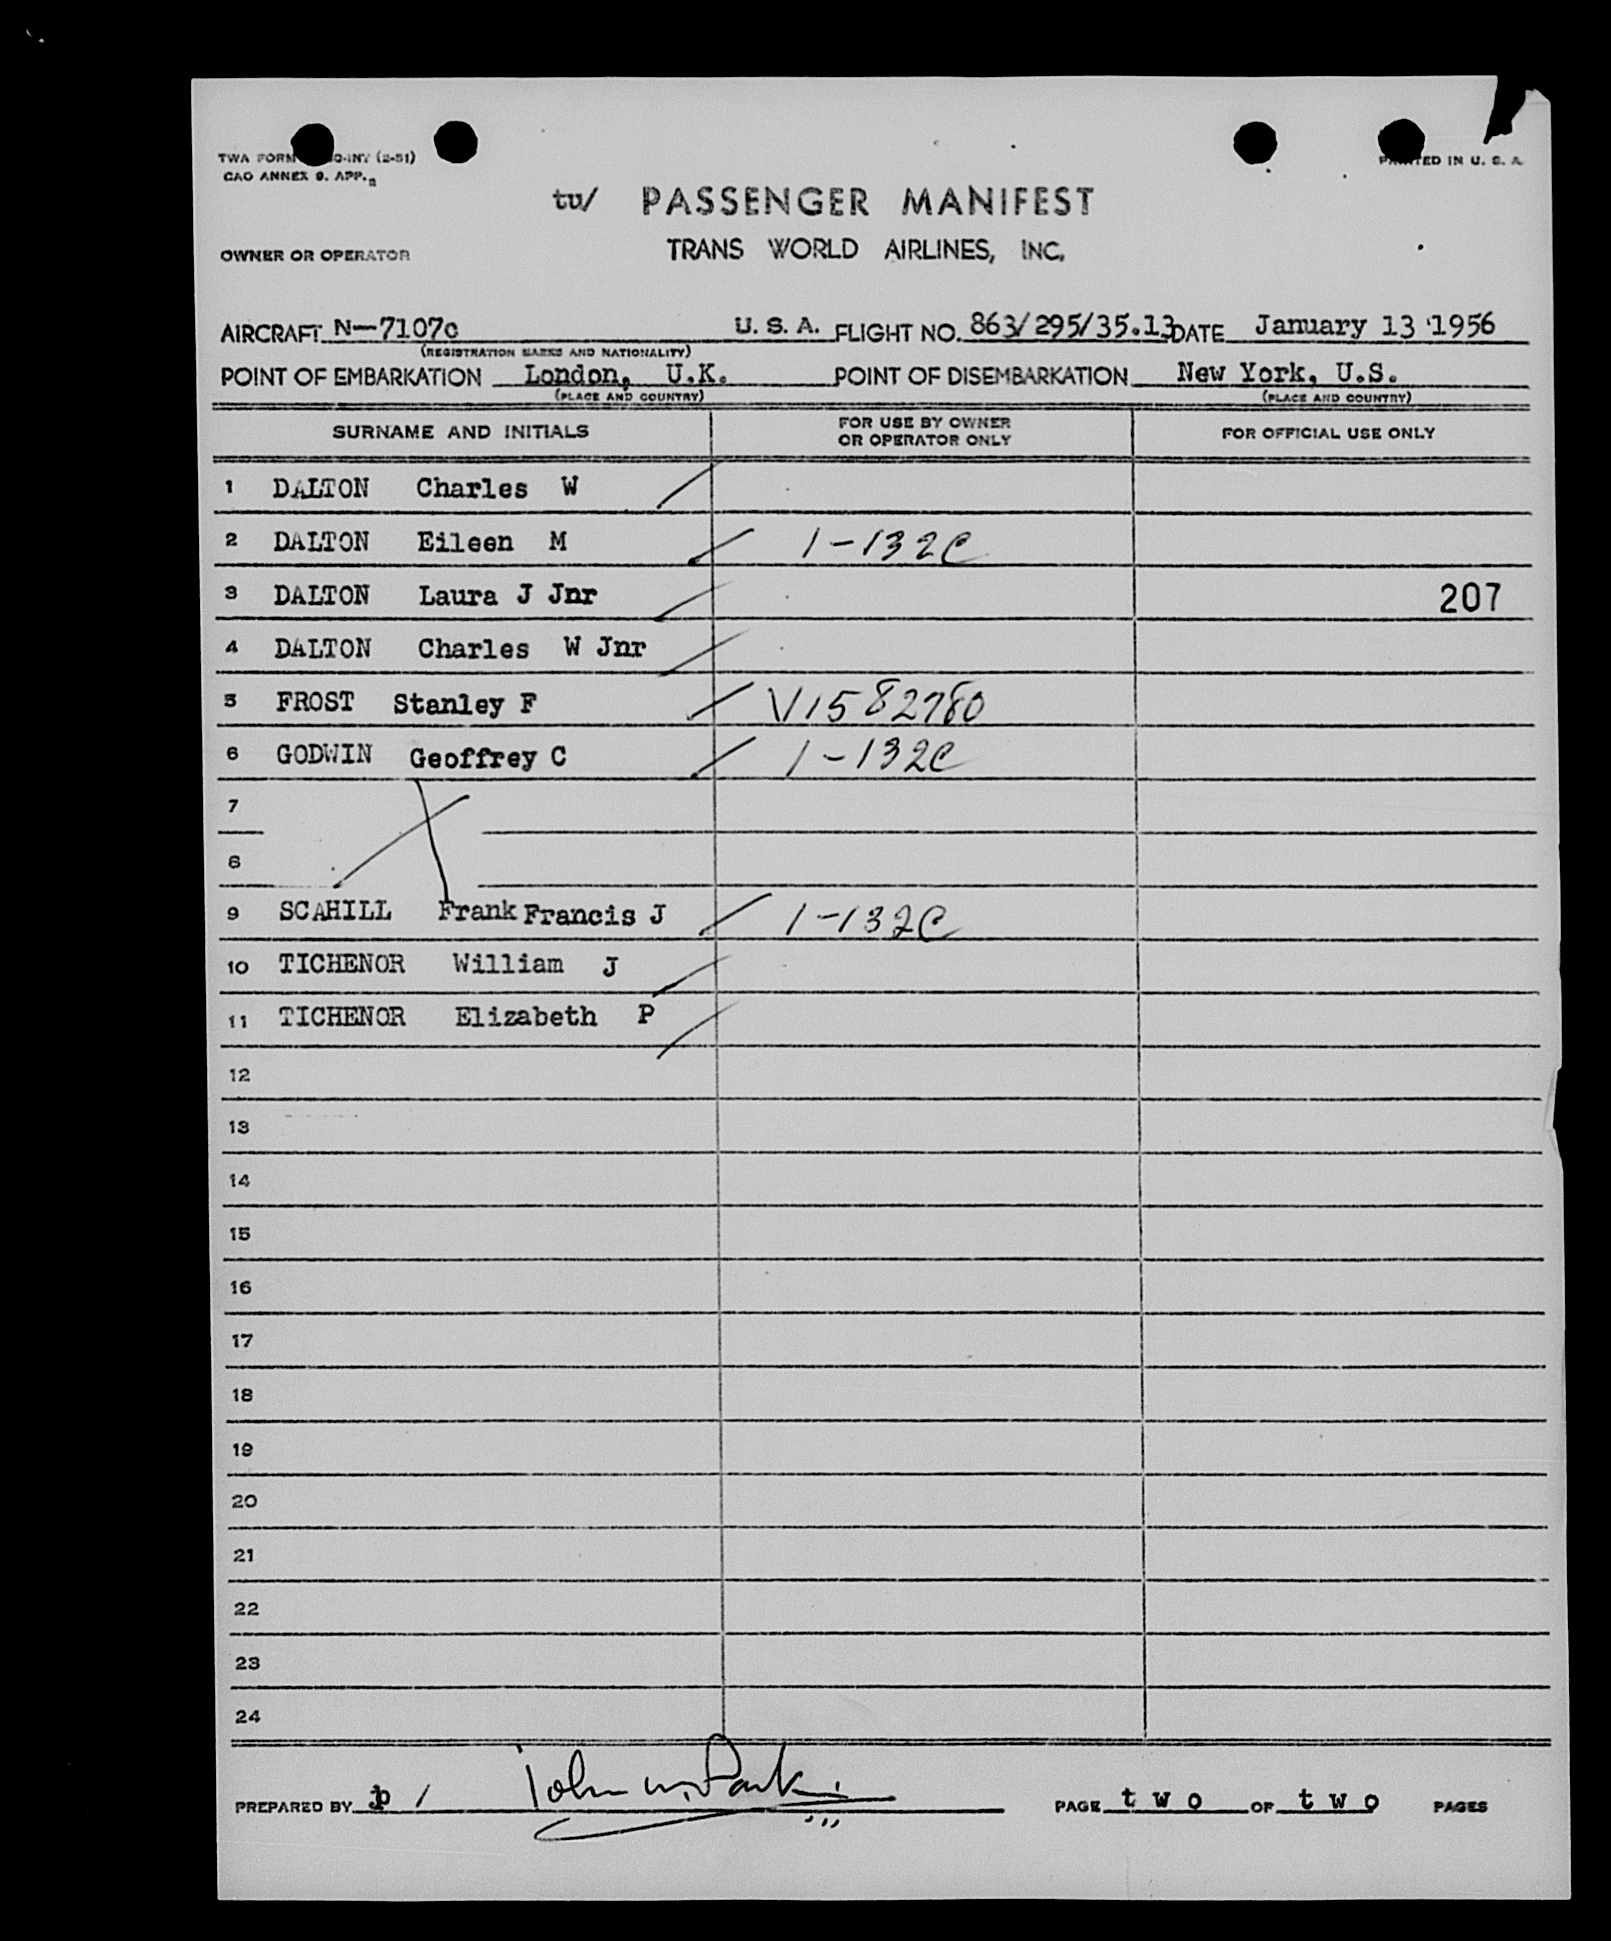 TWA FORM O-INT (2-51)
PRINTED IN U. S. A.
CAO ANNEX 9. APP.
tv/ PASSENGER MANIFEST
OWNER OR OPERATOR TRANS WORLD AIRLINES, INC.
AIRCRAFT N-7107c U. S. A. FLIGHT NO. 863/295/35.13 DATE January 13 1956
(REGISTRATION MARKS AND NATIONALITY)
POINT OF EMBARKATION London, U.K. POINT OF DISEMBARKATION New York, U.S.
(PLACE AND COUNTRY) (PLACE AND COUNTRY)
SURNAME AND INITIALS FOR USE BY OWNER OR OPERATOR ONLY FOR OFFICIAL USE ONLY
1 DALTON Charles W
2 DALTON Eileen M 1-132C
3 DALTON Laura J Jnr 207
4 DALTON Charles W Jnr
5 FROST Stanley F V1582780
6 GODWIN Geoffrey C 1-132C
7
8
9 SCAHILL Frank Francis J 1-132C
10 TICHENOR William J
11 TICHENOR Elizabeth P
12
13
14
15
16
17
18
19
20
21
22
23
24
PREPARED BY / John W. PAGE two OF two PAGES